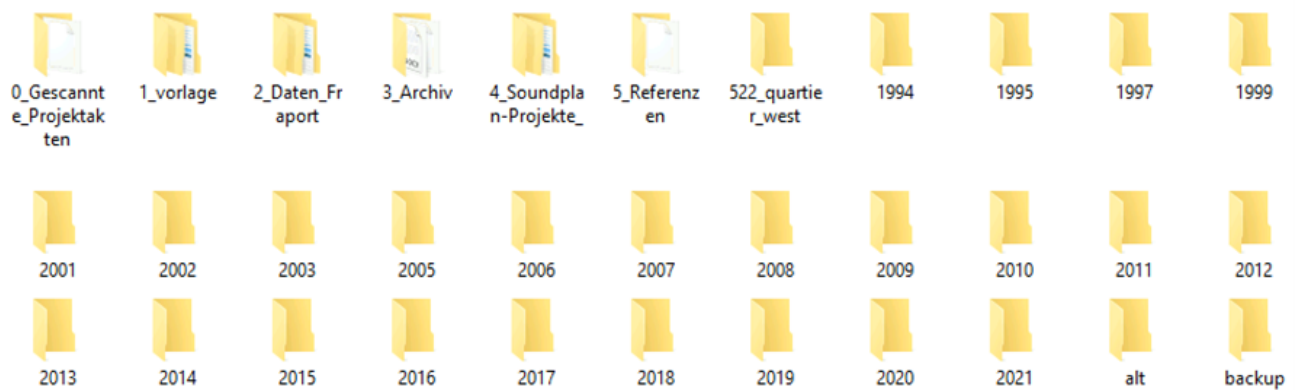 0_Gescannt 1_vorlage 2_Daten_Fr 3_Archiv 4_Soundpla 5_Referenz 522_quartie 1994 1995 1997 1999
e_Projektak aport n-Projekte_ en r_west
ten
2001 2002 2003 2005 2006 2007 2008 2009 2010 2011 2012
2013 2014 2015 2016 2017 2018 2019 2020 2021 alt backup